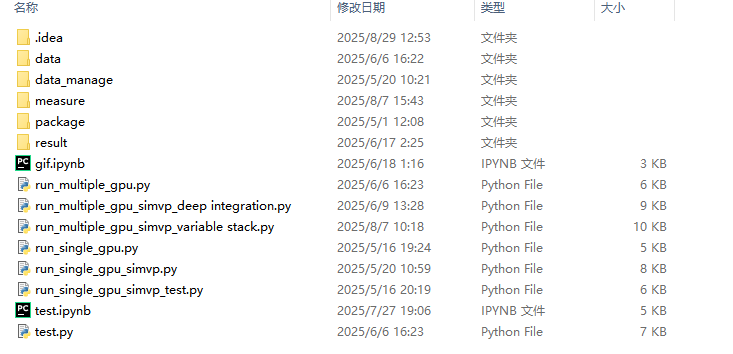 名称 修改日期 类型 大小
.idea 2025/8/29 12:53 文件夹
data 2025/6/6 16:22 文件夹
data_manage 2025/5/20 10:21 文件夹
measure 2025/8/7 15:43 文件夹
package 2025/5/1 12:08 文件夹
result 2025/6/17 2:25 文件夹
PC gif.ipynb 2025/6/18 1:16 IPYNB 文件 3 KB
run_multiple_gpu.py 2025/6/6 16:23 Python File 6 KB
run_multiple_gpu_simvp_deep integration.py 2025/6/9 13:28 Python File 9 KB
run_multiple_gpu_simvp_variable stack.py 2025/8/7 10:18 Python File 10 KB
run_single_gpu.py 2025/5/16 19:24 Python File 5 KB
run_single_gpu_simvp.py 2025/5/20 10:59 Python File 8 KB
run_single_gpu_simvp_test.py 2025/5/16 20:19 Python File 6 KB
PC test.ipynb 2025/7/27 19:06 IPYNB 文件 5 KB
test.py 2025/6/6 16:23 Python File 7 KB